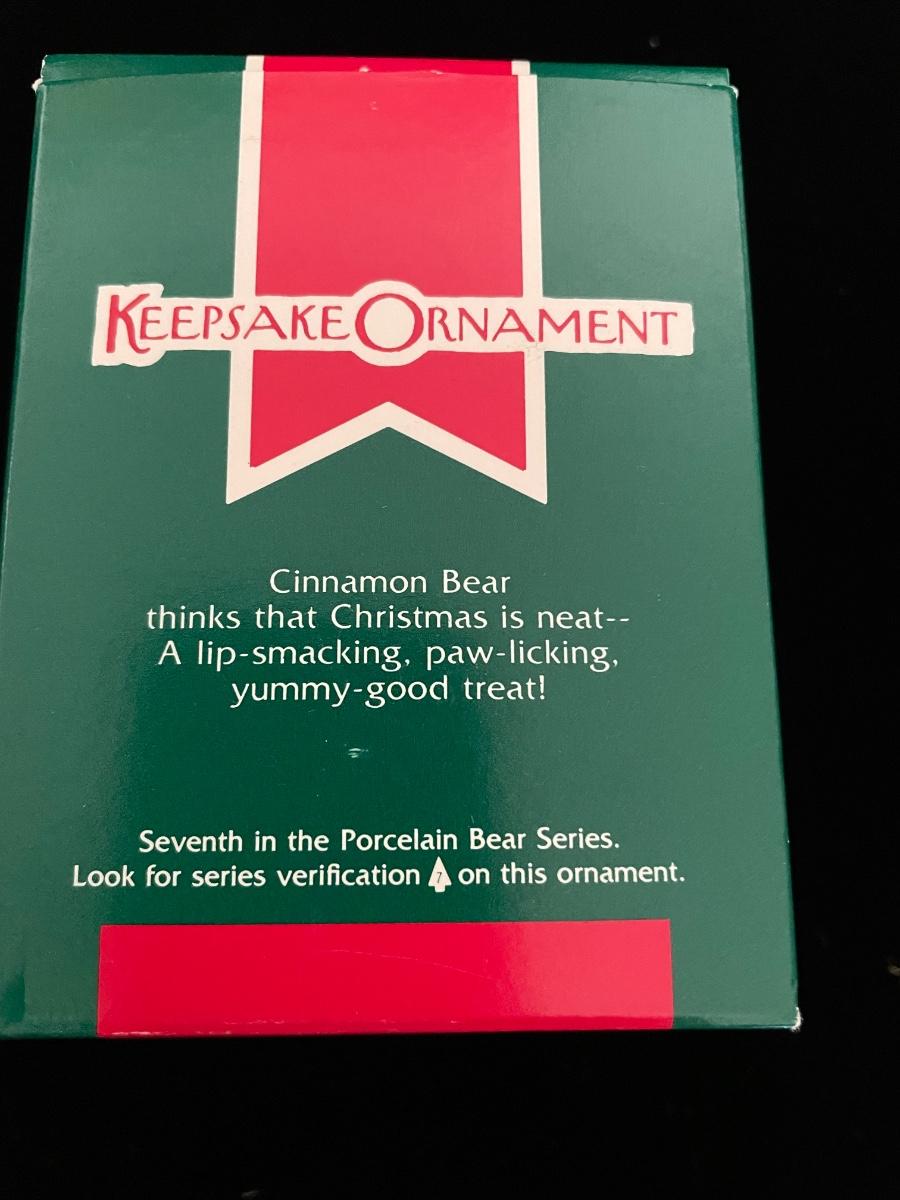 KEEPSAKE ORNAMENT
Cinnamon Bear
thinks that Christmas is neat--
A lip-smacking, paw-licking,
yummy-good treat!
Seventh in the Porcelain Bear Series.
Look for series verification 7 on this ornament.